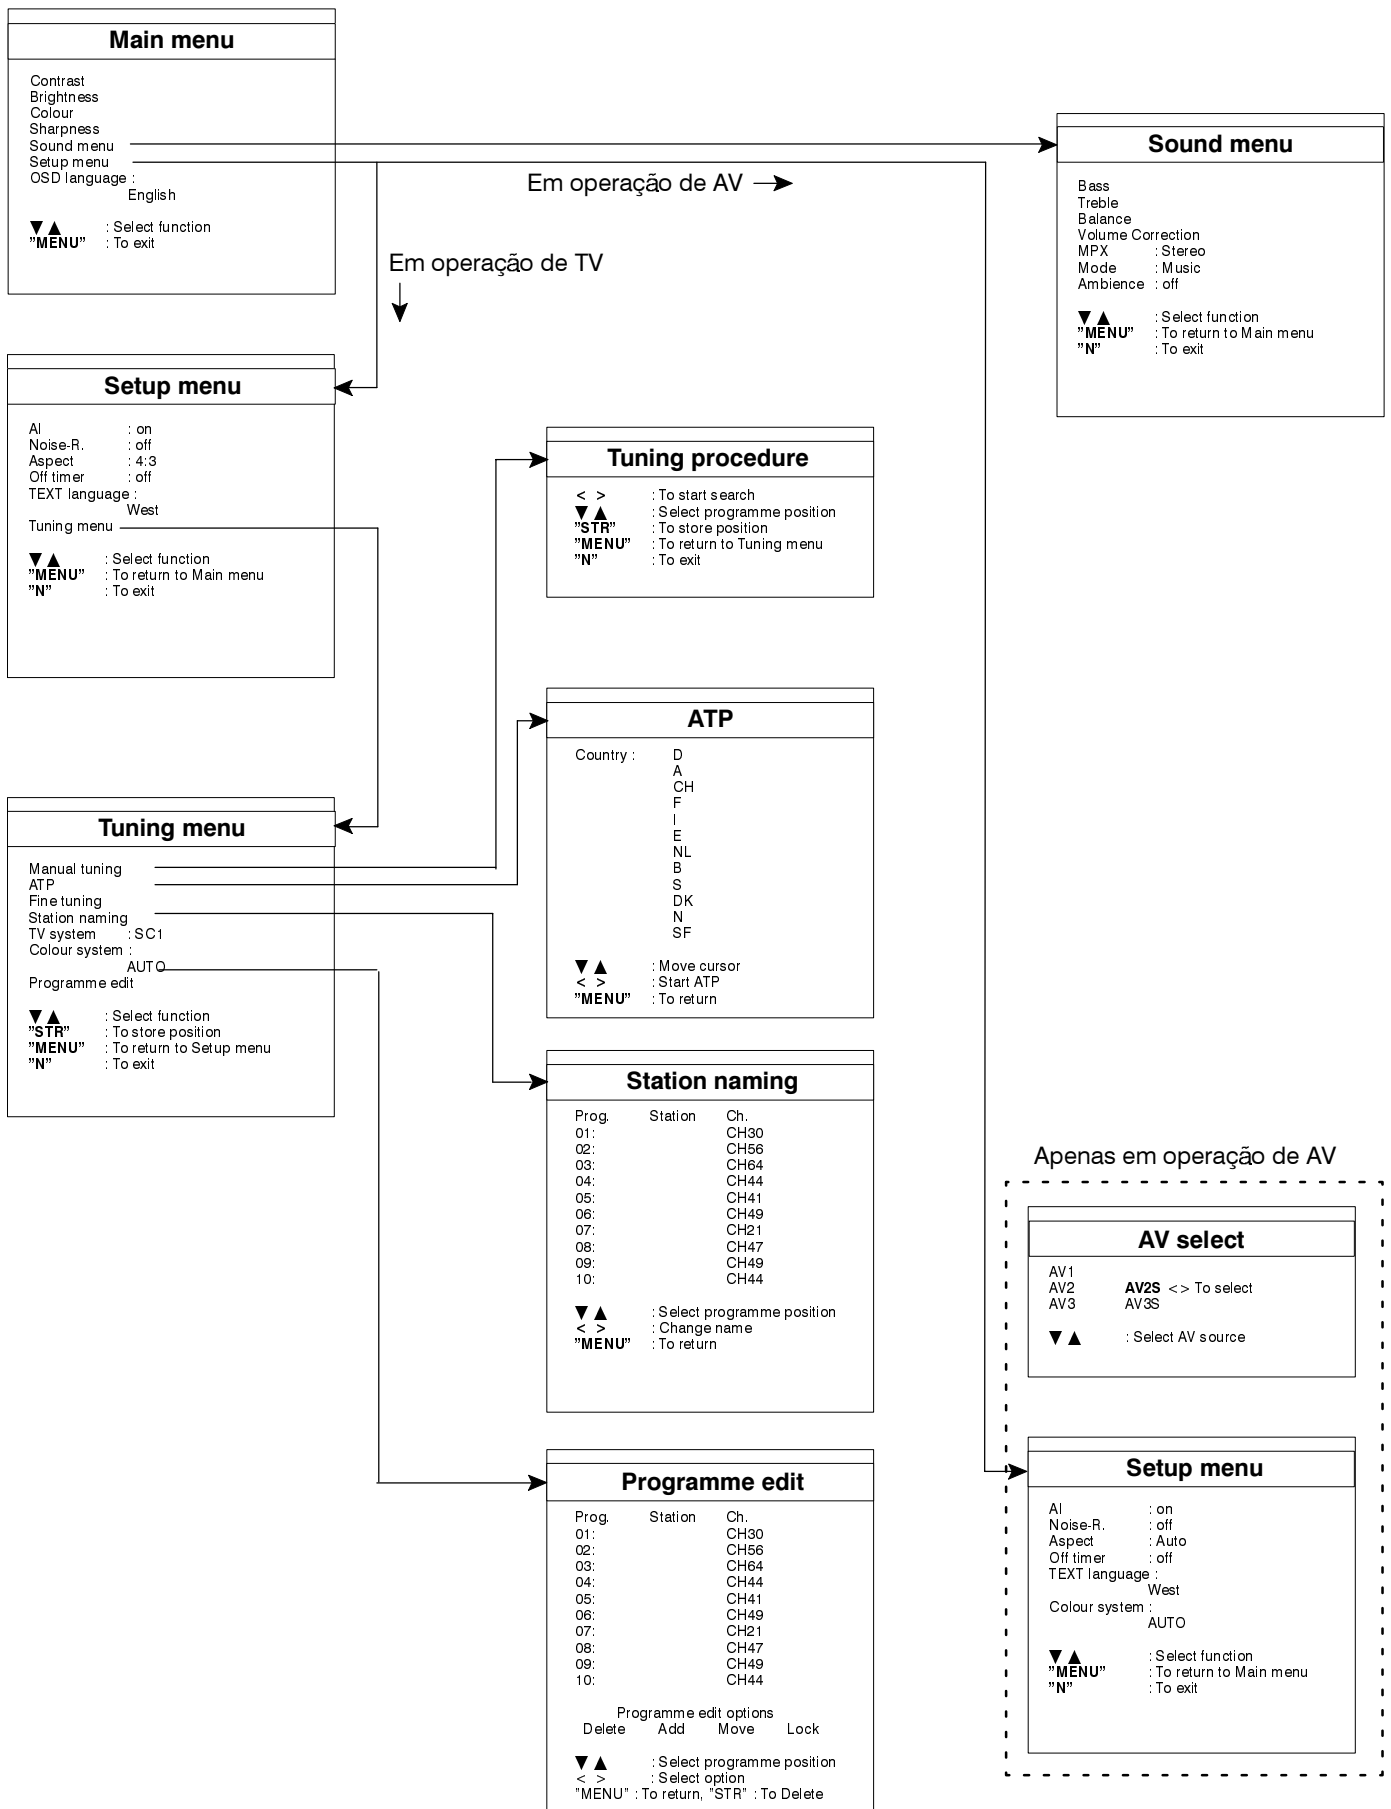 Main menu
Contrast
Brightness
Colour
Sharpness
Sound menu
Setup menu
OSD language :
English
▼▲ : Select function
"MENU" : To exit
Em operação de AV
Em operação de TV
Sound menu
Bass
Treble
Balance
Volume Correction
MPX : Stereo
Mode : Music
Ambience : off
▼▲ : Select function
"MENU" : To return to Main menu
"N" : To exit
Setup menu
AI : on
Noise-R. : off
Aspect : 4:3
Off timer : off
TEXT language :
West
Tuning menu
▼▲ : Select function
"MENU" : To return to Main menu
"N" : To exit
Tuning procedure
< > : To start search
▼▲ : Select programme position
"STR" : To store position
"MENU" : To return to Tuning menu
"N" : To exit
ATP
Country : D
A
CH
F
I
E
NL
B
S
DK
N
SF
▼▲ : Move cursor
< > : Start ATP
"MENU" : To return
Tuning menu
Manual tuning
ATP
Fine tuning
Station naming
TV system : SC1
Colour system :
AUTO
Programme edit
▼▲ : Select function
"STR" : To store position
"MENU" : To return to Setup menu
"N" : To exit
Station naming
Prog. Station Ch.
01: CH30
02: CH56
03: CH64
04: CH44
05: CH41
06: CH49
07: CH21
08: CH47
09: CH49
10: CH44
▼▲ : Select programme position
< > : Change name
"MENU" : To return
Programme edit
Prog. Station Ch.
01: CH30
02: CH56
03: CH64
04: CH44
05: CH41
06: CH49
07: CH21
08: CH47
09: CH49
10: CH44
Programme edit options
Delete Add Move Lock
▼▲ : Select programme position
< > : Select option
"MENU" : To return, "STR" : To Delete
Apenas em operação de AV
AV select
AV1
AV2 AV2S <> To select
AV3 AV3S
▼▲ : Select AV source
Setup menu
AI : on
Noise-R. : off
Aspect : Auto
Off timer : off
TEXT language :
West
Colour system :
AUTO
▼▲ : Select function
"MENU" : To return to Main menu
"N" : To exit